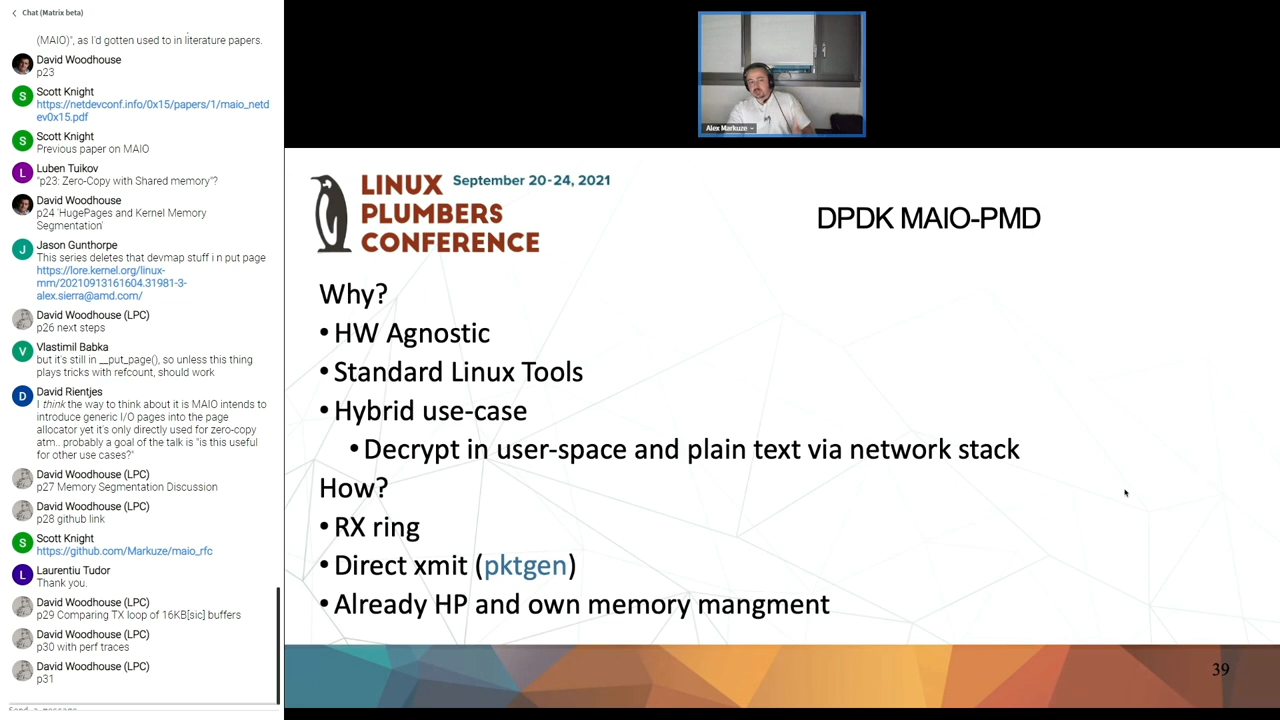 Chat (Matrix beta)
(MAIO)", as I'd gotten used to in literature papers.
David Woodhouse
p23
S
Scott Knight
https://netdevconf.info/0x15/papers/1/maio_netd
ev0x15.pdf
S
Scott Knight
Previous paper on MAIO
L
Luben Tuikov
"p23: Zero-Copy with Shared memory"?
David Woodhouse
p24 'HugePages and Kernel Memory
Segmentation'
J
Jason Gunthorpe
This series deletes that devmap stuff i n put page
https://lore.kernel.org/linux-
mm/20210913161604.31981-3-
alex.sierra@amd.com/
David Woodhouse (LPC)
p26 next steps
V
Vlastimil Babka
but it's still in __put_page(), so unless this thing
plays tricks with refcount, should work
D
David Rientjes
I think the way to think about it is MAIO intends to
introduce generic I/O pages into the page
allocator yet it's only directly used for zero-copy
atm.. probably a goal of the talk is "is this useful
for other use cases?"
David Woodhouse (LPC)
p27 Memory Segmentation Discussion
David Woodhouse (LPC)
p28 github link
S
Scott Knight
https://github.com/Markuze/maio_rfc
L
Laurentiu Tudor
Thank you.
David Woodhouse (LPC)
p29 Comparing TX loop of 16KB[sic] buffers
David Woodhouse (LPC)
p30 with perf traces
David Woodhouse (LPC)
p31
Send a message
Alex Markuze
LINUX
PLUMBERS
CONFERENCE
September 20-24, 2021
DPDK MAIO-PMD
Why?
• HW Agnostic
• Standard Linux Tools
• Hybrid use-case
• Decrypt in user-space and plain text via network stack
How?
• RX ring
• Direct xmit (pktgen)
• Already HP and own memory mangment
39